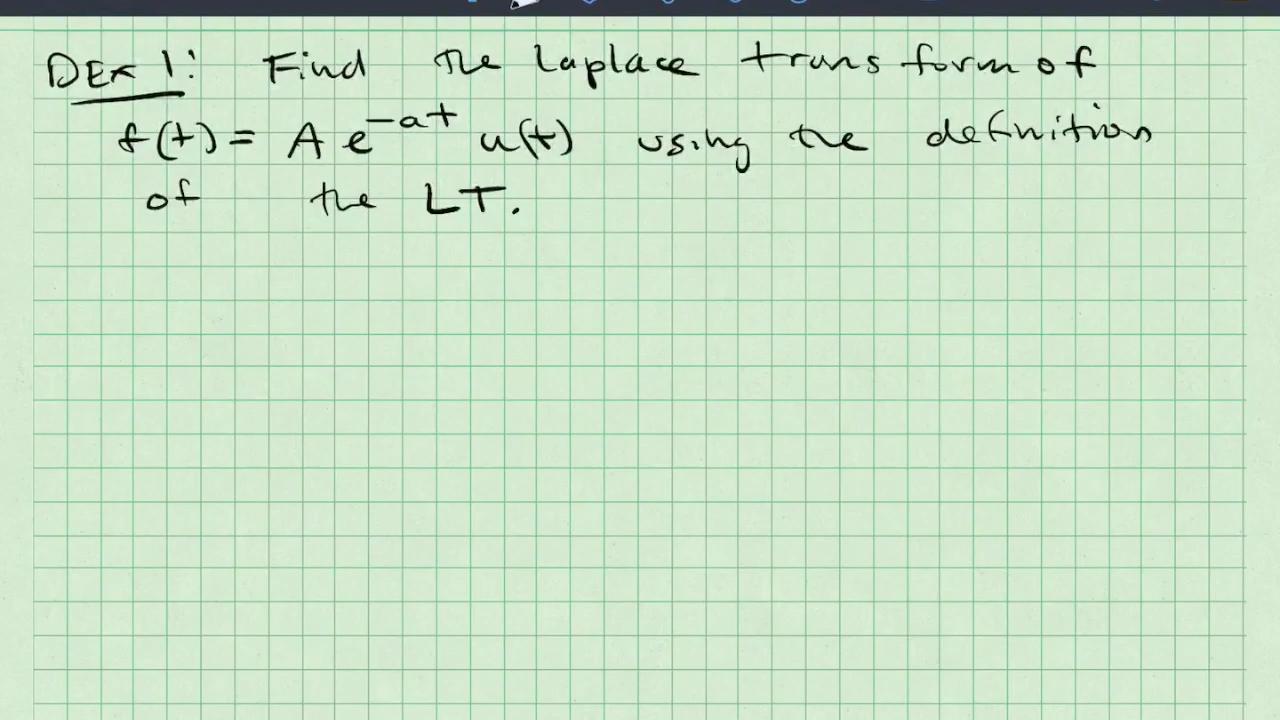 DEx 1: Find the Laplace transform of
f(t) = A e^{-at} u(t) using the definition
of the LT.